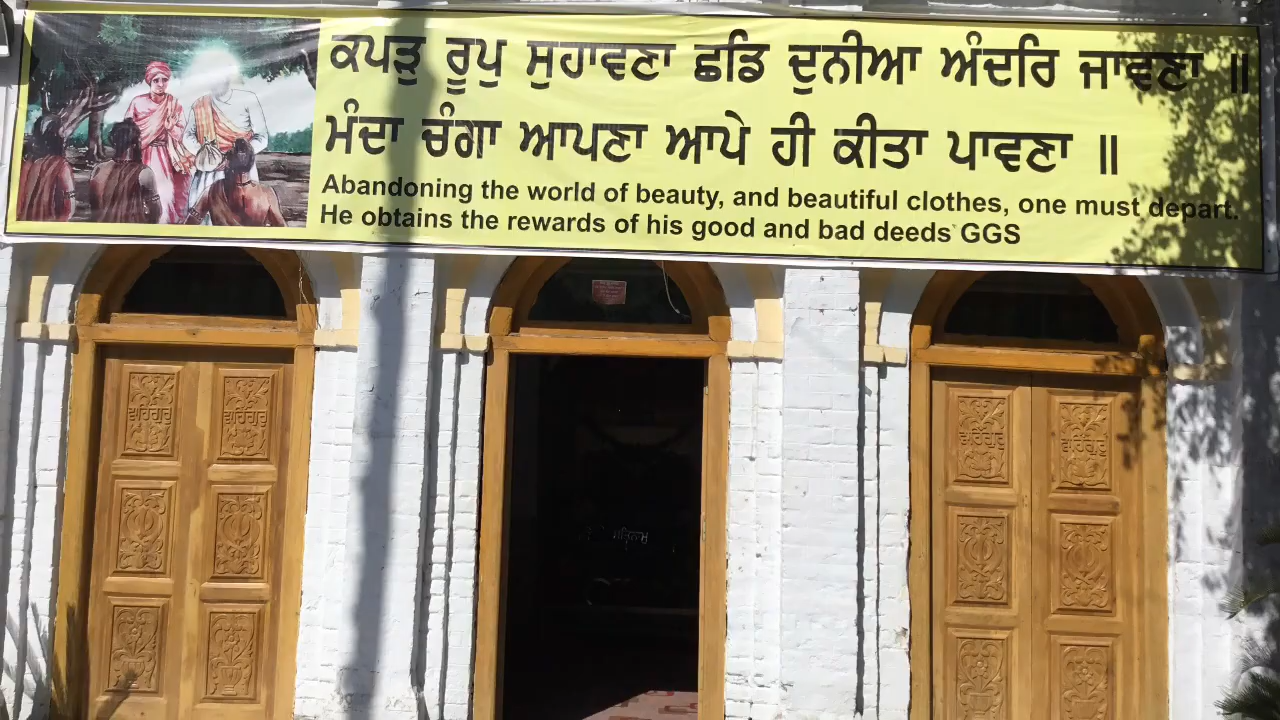 ਕਪੜੁ ਰੂਪੁ ਸੁਹਾਵਣਾ ਛਡਿ ਦੁਨੀਆ ਅੰਦਰਿ ਜਾਵਣਾ ॥
ਮੰਦਾ ਚੰਗਾ ਆਪਣਾ ਆਪੇ ਹੀ ਕੀਤਾ ਪਾਵਣਾ ॥
Abandoning the world of beauty, and beautiful clothes, one must depart.
He obtains the rewards of his good and bad deeds GGS
ਵਾਹਿਗੁਰੂ ਵਾਹਿਗੁਰੂ ਵਾਹਿਗੁਰੂ ਵਾਹਿਗੁਰੂ